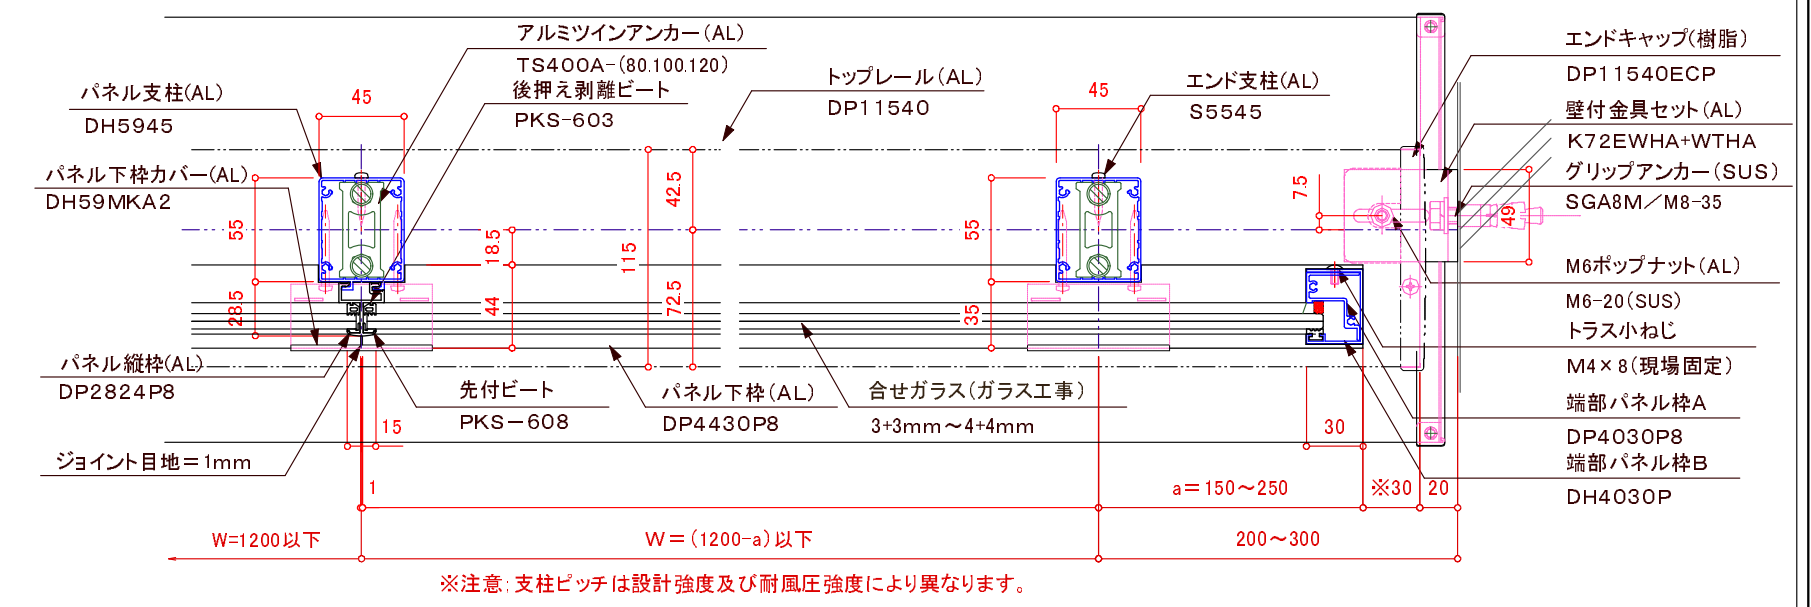 アルミツインアンカー(AL)
TS400A-(80.100.120)
後押え剥離ビート
PKS-603
パネル支柱(AL)
DH5945
パネル下枠カバー(AL)
DH59MKA2
トップレール(AL)
DP11540
エンド支柱(AL)
S5545
エンドキャップ(樹脂)
DP11540ECP
壁付金具セット(AL)
K72EWHA+WTHA
グリップアンカー(SUS)
SGA8M/M8-35
M6ポップナット(AL)
M6-20(SUS)
トラス小ねじ
M4×8(現場固定)
端部パネル枠A
DP4030P8
端部パネル枠B
DH4030P
45
45
55
28.5
18.5
44
115
42.5
72.5
55
35
7.5
49
パネル縦枠(AL)
DP2824P8
先付ビート
PKS-608
パネル下枠(AL)
DP4430P8
合せガラス(ガラス工事)
3+3mm~4+4mm
ジョイント目地=1mm
15
30
1
a=150~250
※30
20
W=1200以下
W=(1200-a)以下
200~300
※注意;支柱ピッチは設計強度及び耐風圧強度により異なります。